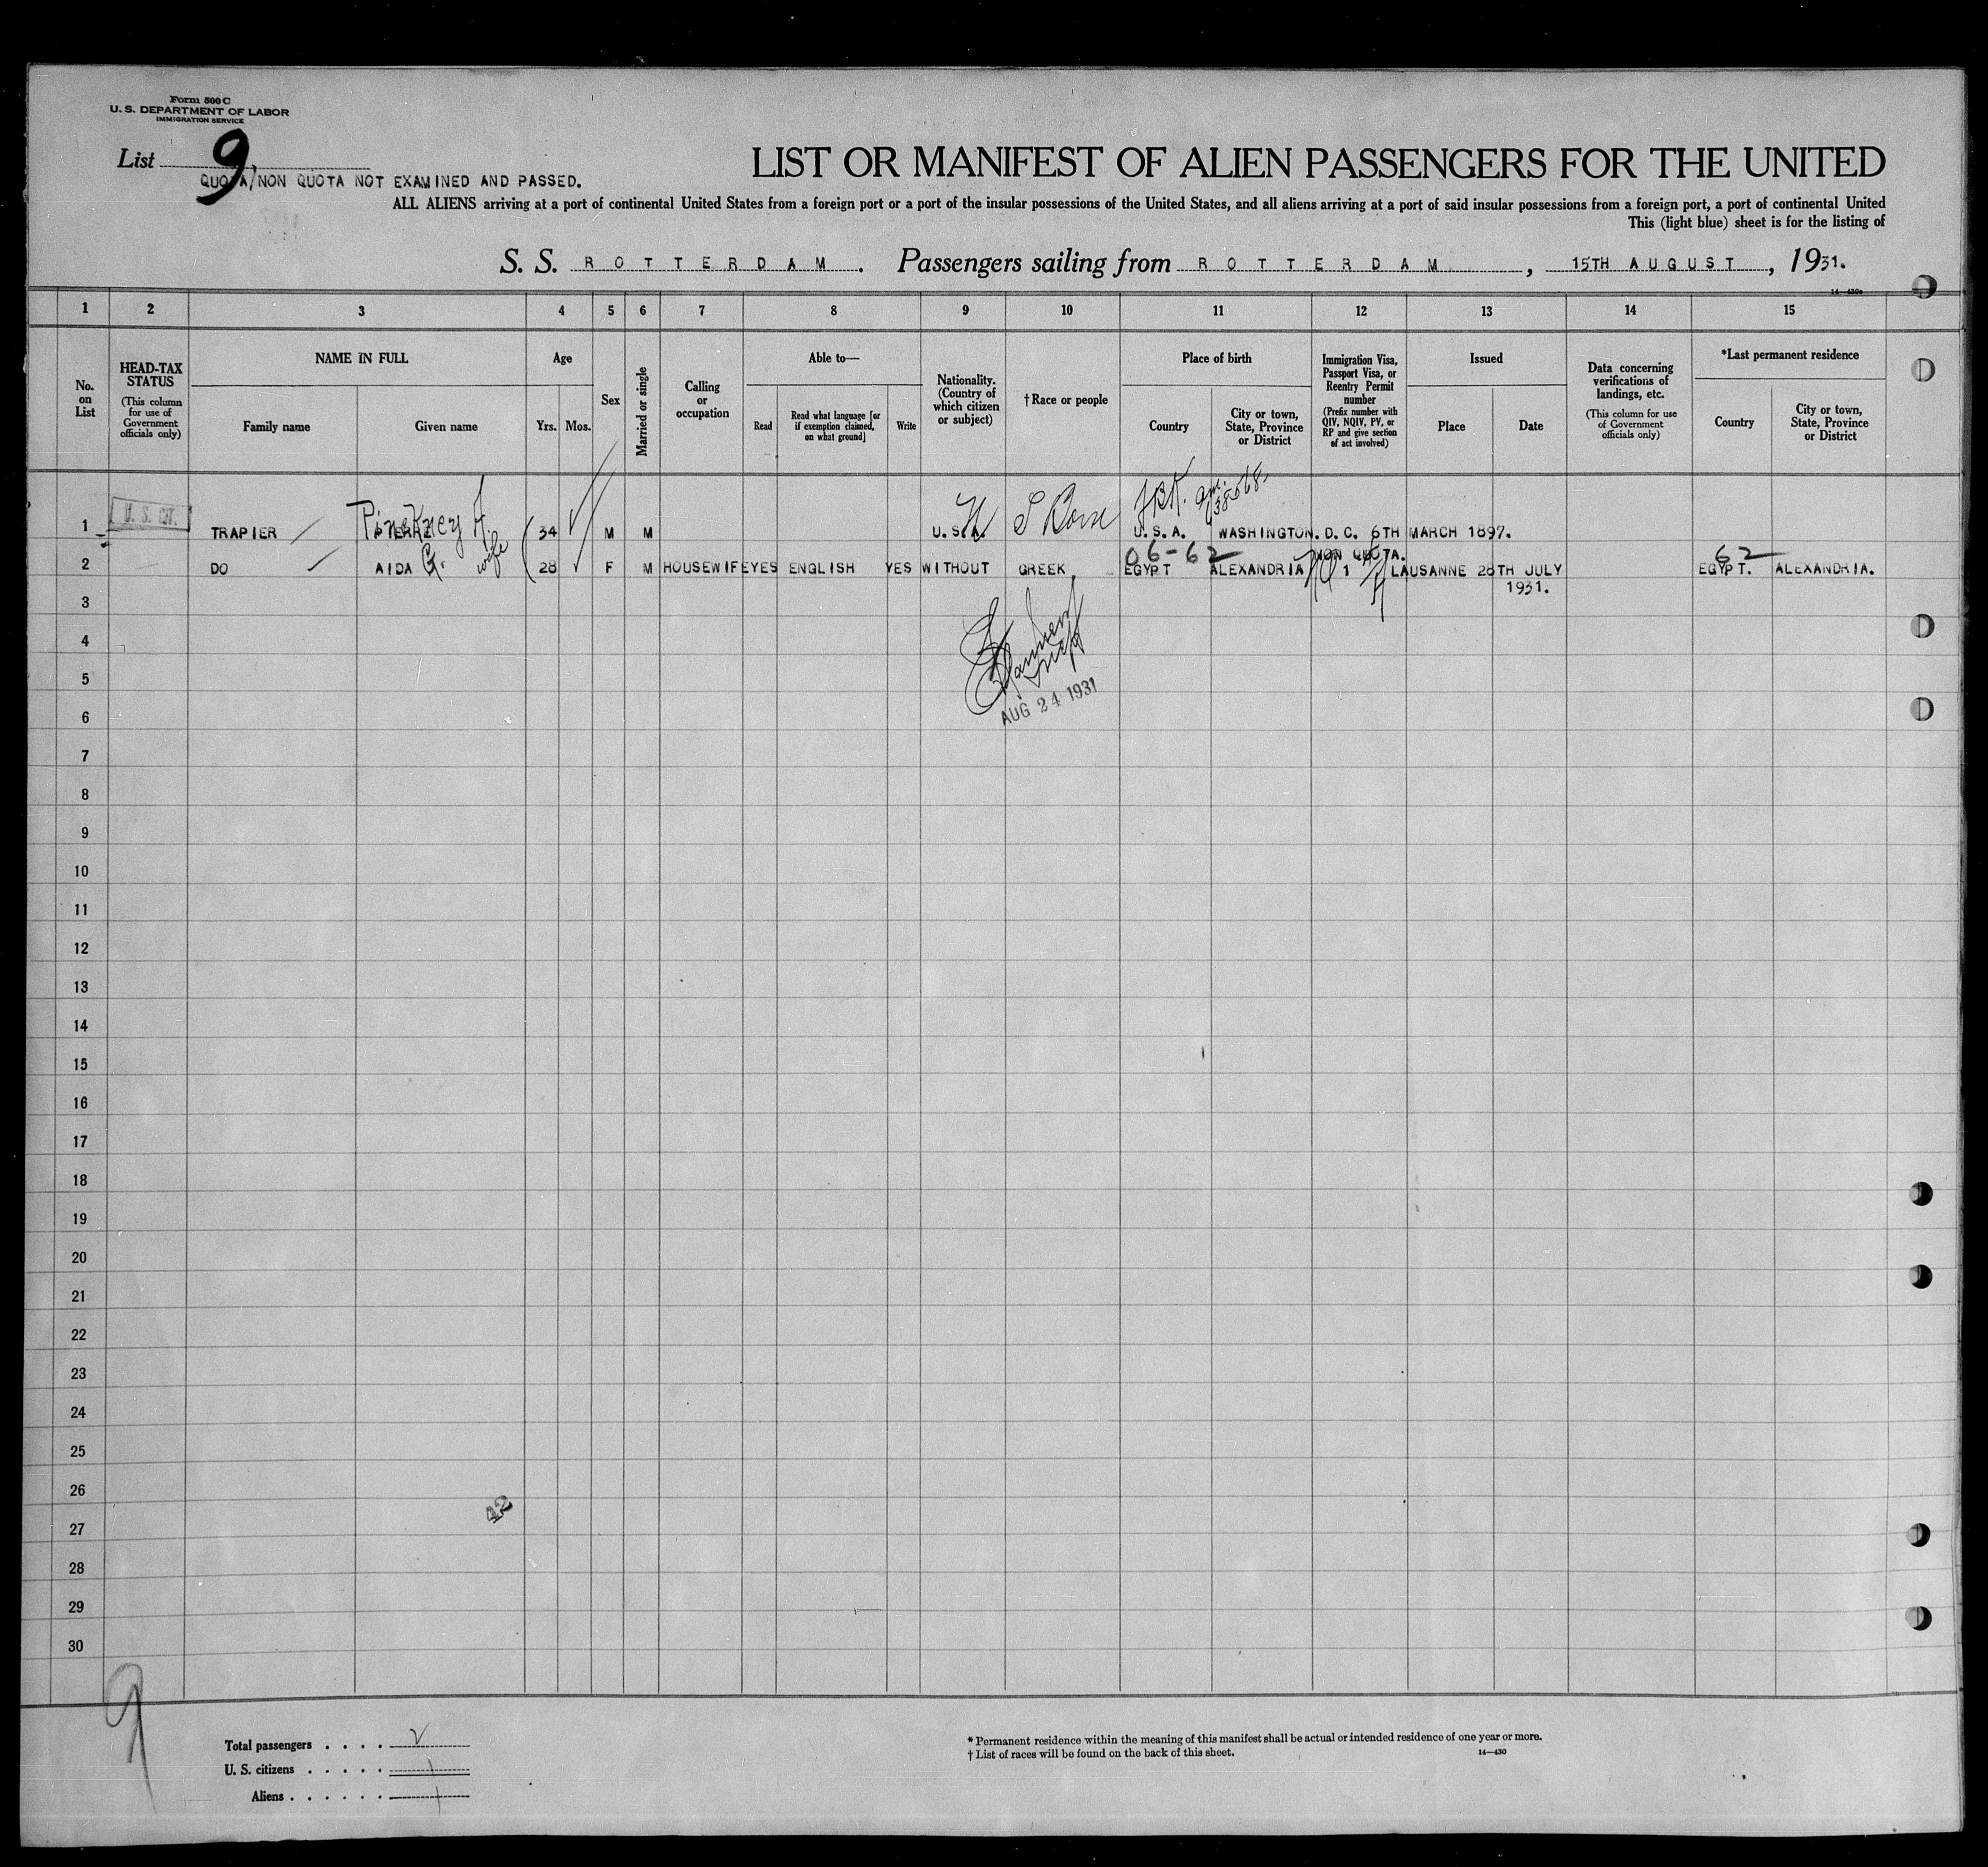 Form 500 C
U. S. DEPARTMENT OF LABOR
IMMIGRATION SERVICE
List 9
QUOTA/NON QUOTA NOT EXAMINED AND PASSED.
LIST OR MANIFEST OF ALIEN PASSENGERS FOR THE UNITED
ALL ALIENS arriving at a port of continental United States from a foreign port or a port of the insular possessions of the United States, and all aliens arriving at a port of said insular possessions from a foreign port, a port of continental United
This (light blue) sheet is for the listing of
S. S. ROTTERDAM. Passengers sailing from ROTTERDAM, 15TH AUGUST, 1931.
14—430a
1 2 3 4 5 6 7 8 9 10 11 12 13 14 15
No. on List
HEAD-TAX STATUS
(This column for use of Government officials only)
NAME IN FULL
Family name
Given name
Age
Yrs.
Mos.
Sex
Married or single
Calling or occupation
Able to—
Read
Read what language [or if exemption claimed, on what ground]
Write
Nationality. (Country of which citizen or subject)
† Race or people
Place of birth
Country
City or town, State, Province or District
Immigration Visa, Passport Visa, or Reentry Permit number
(Prefix number with QIV, NQIV, PV, or RP and give section of act involved)
Issued
Place
Date
Data concerning verifications of landings, etc.
(This column for use of Government officials only)
*Last permanent residence
Country
City or town, State, Province or District
1 U. S. CIT. TRAPIER Pinckney A. 34 M M U.S.A. U. S. A. WASHINGTON. D. C. 6TH MARCH 1897.
06-62 NON QUOTA. 62
2 DO AIDA G. wife 28 F M HOUSEWIFE YES ENGLISH YES WITHOUT GREEK EGYPT ALEXANDRIA 1 LAUSANNE 28TH JULY EGYPT. ALEXANDRIA.
3 1931.
4
5
6 AUG 24 1931
7
8
9
10
11
12
13
14
15
16
17
18
19
20
21
22
23
24
25
26
42
27
28
29
30
9
Total passengers . . . . 2
U. S. citizens . . . . . 1
Aliens . . . . . . 1
* Permanent residence within the meaning of this manifest shall be actual or intended residence of one year or more.
† List of races will be found on the back of this sheet.
14—430